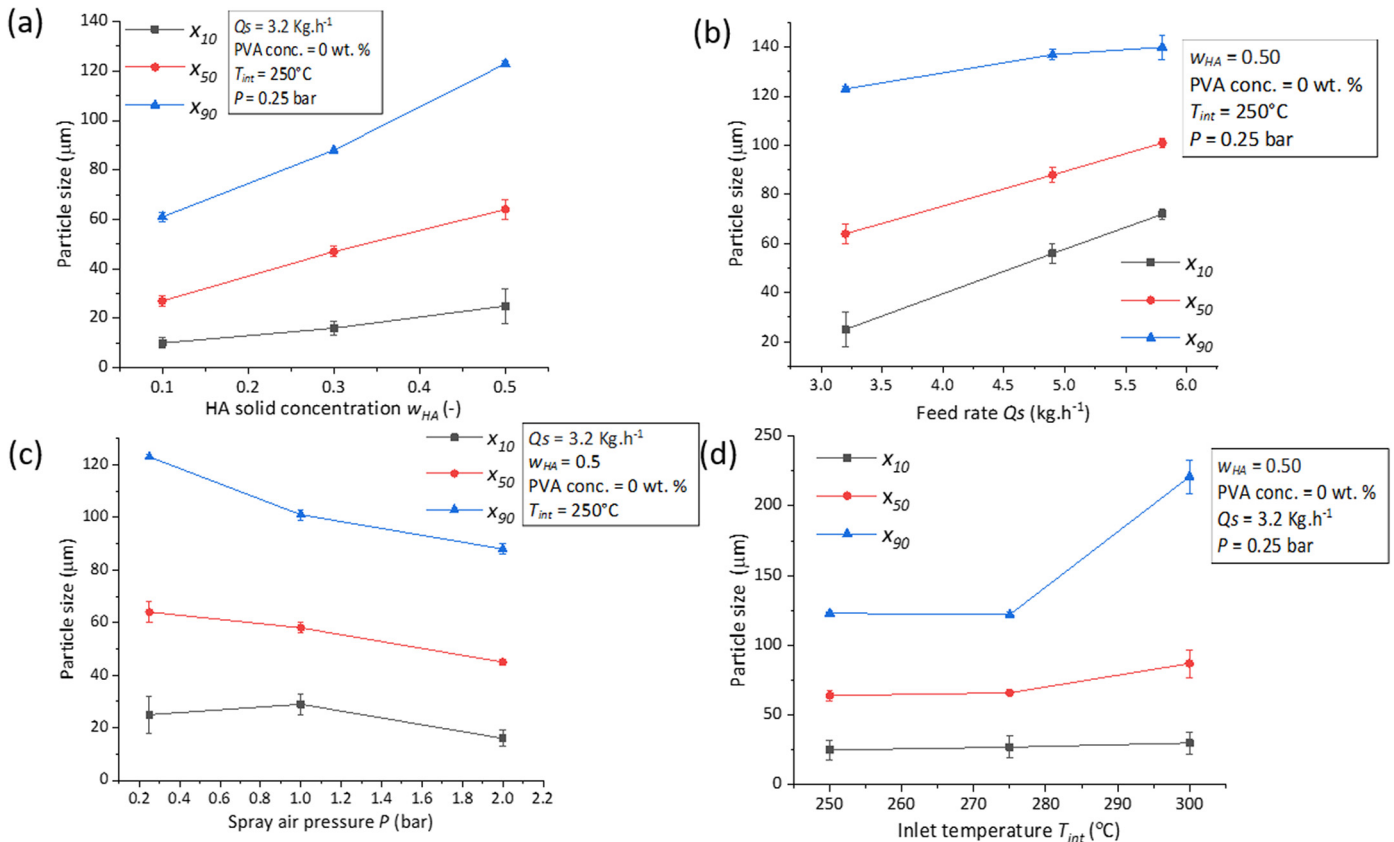 (a)
x10
x50
x90
Qs = 3.2 Kg.h-1
PVA conc. = 0 wt. %
Tint = 250°C
P = 0.25 bar
140
120
100
80
60
40
20
0
Particle size (μm)
0.1 0.2 0.3 0.4 0.5
HA solid concentration wHA (-)
(b)
wHA = 0.50
PVA conc. = 0 wt. %
Tint = 250°C
P = 0.25 bar
x10
x50
x90
140
120
100
80
60
40
20
Particle size (μm)
3.0 3.5 4.0 4.5 5.0 5.5 6.0
Feed rate Qs (kg.h-1)
(c)
x10
x50
x90
Qs = 3.2 Kg.h-1
wHA = 0.5
PVA conc. = 0 wt. %
Tint = 250°C
120
100
80
60
40
20
0
Particle size (μm)
0.2 0.4 0.6 0.8 1.0 1.2 1.4 1.6 1.8 2.0 2.2
Spray air pressure P (bar)
(d)
x10
x50
x90
wHA = 0.50
PVA conc. = 0 wt. %
Qs = 3.2 Kg.h-1
P = 0.25 bar
250
200
150
100
50
0
Particle size (μm)
250 260 270 280 290 300
Inlet temperature Tint (°C)